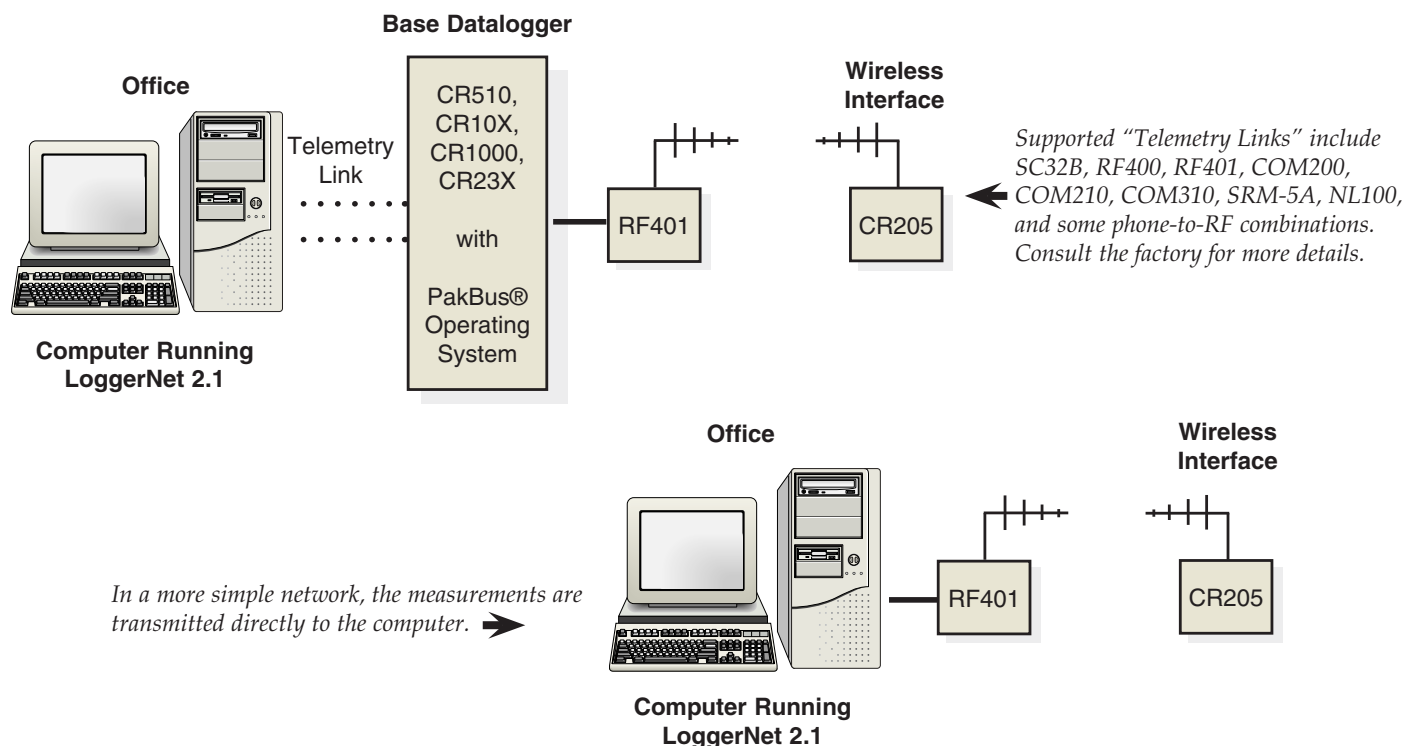 Base Datalogger
Office
CR510,
CR10X,
CR1000,
CR23X
with
PakBus®
Operating
System
Telemetry
Link
RF401
Wireless
Interface
CR205
Supported “Telemetry Links” include
SC32B, RF400, RF401, COM200,
COM210, COM310, SRM-5A, NL100,
and some phone-to-RF combinations.
Consult the factory for more details.
Computer Running
LoggerNet 2.1
Office
Wireless
Interface
In a more simple network, the measurements are
transmitted directly to the computer.
RF401
CR205
Computer Running
LoggerNet 2.1